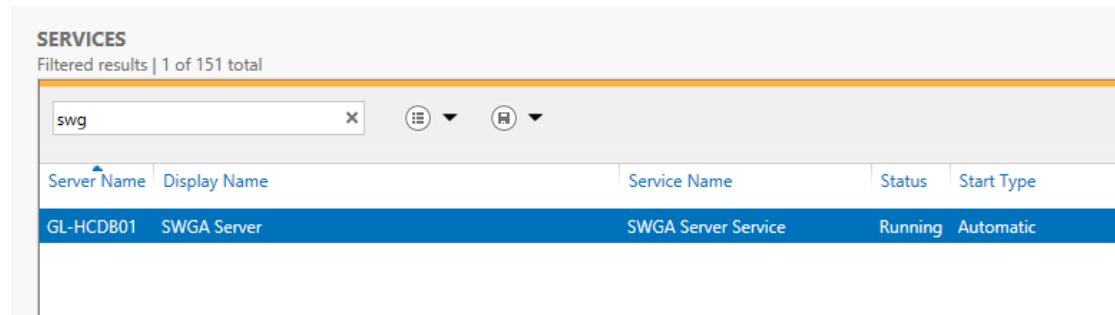 SERVICES
Filtered results | 1 of 151 total
swg
Server Name Display Name Service Name Status Start Type
GL-HCDB01 SWGA Server SWGA Server Service Running Automatic